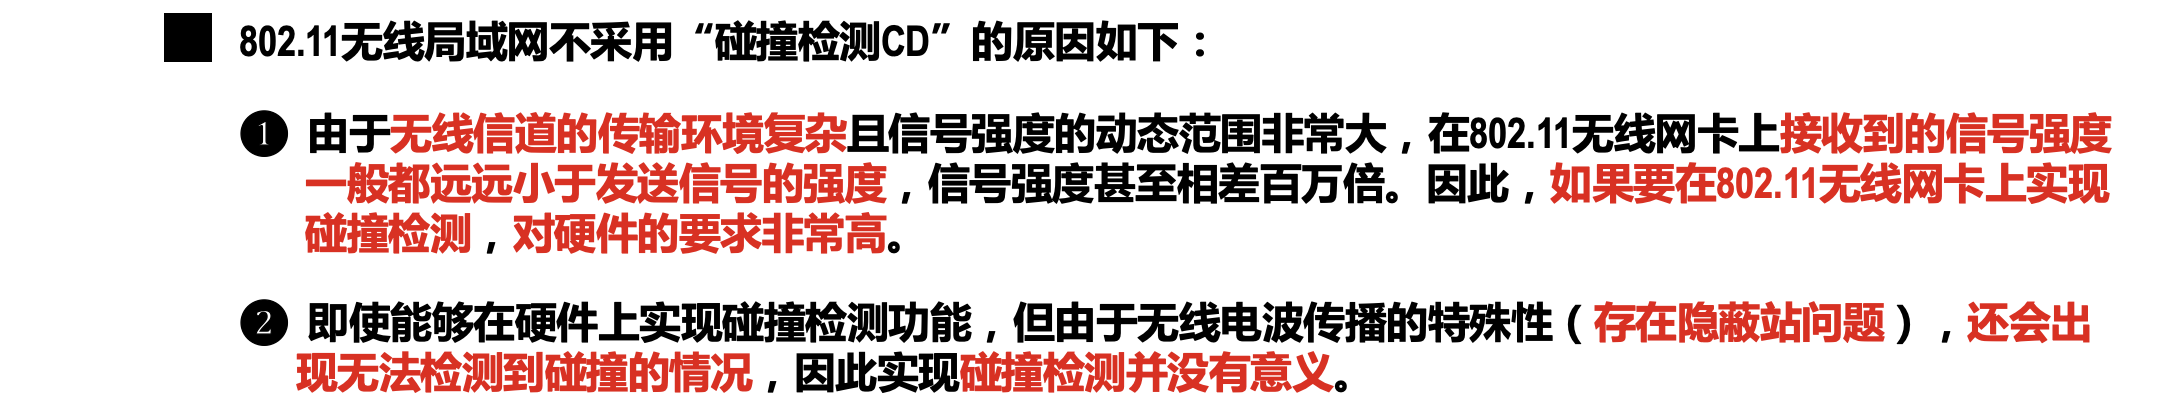 802.11无线局域网不采用“碰撞检测CD”的原因如下：
❶ 由于无线信道的传输环境复杂且信号强度的动态范围非常大，在802.11无线网卡上接收到的信号强度
一般都远远小于发送信号的强度，信号强度甚至相差百万倍。因此，如果要在802.11无线网卡上实现
碰撞检测，对硬件的要求非常高。
❷ 即使能够在硬件上实现碰撞检测功能，但由于无线电波传播的特殊性（存在隐蔽站问题），还会出
现无法检测到碰撞的情况，因此实现碰撞检测并没有意义。